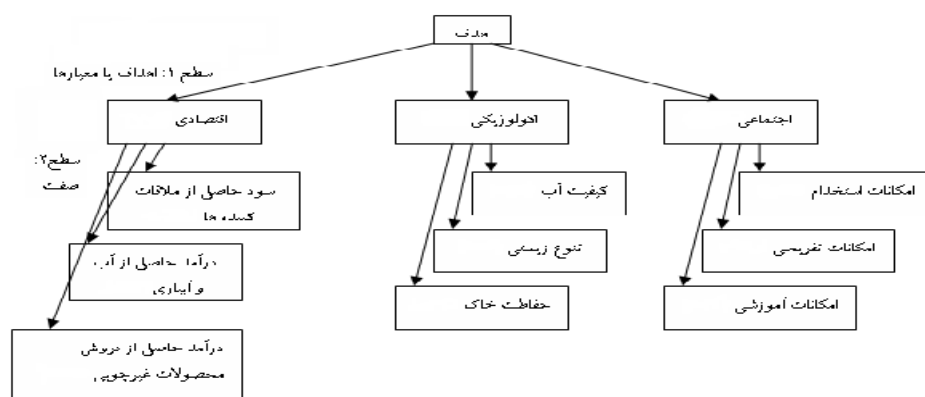 هدف
سطح ۱: اهداف یا معیارها
اقتصادی
اکولوژیکی
اجتماعی
سطح۲:
صفت
سود حاصل از ملاقات
کننده ها
کیفیت آب
امکانات استخدام
درآمد حاصل از آب
و آبیاری
تنوع زیستی
امکانات تفریحی
حفاظت خاک
امکانات آموزشی
درآمد حاصل از فروش
محصولات غیرچوبی